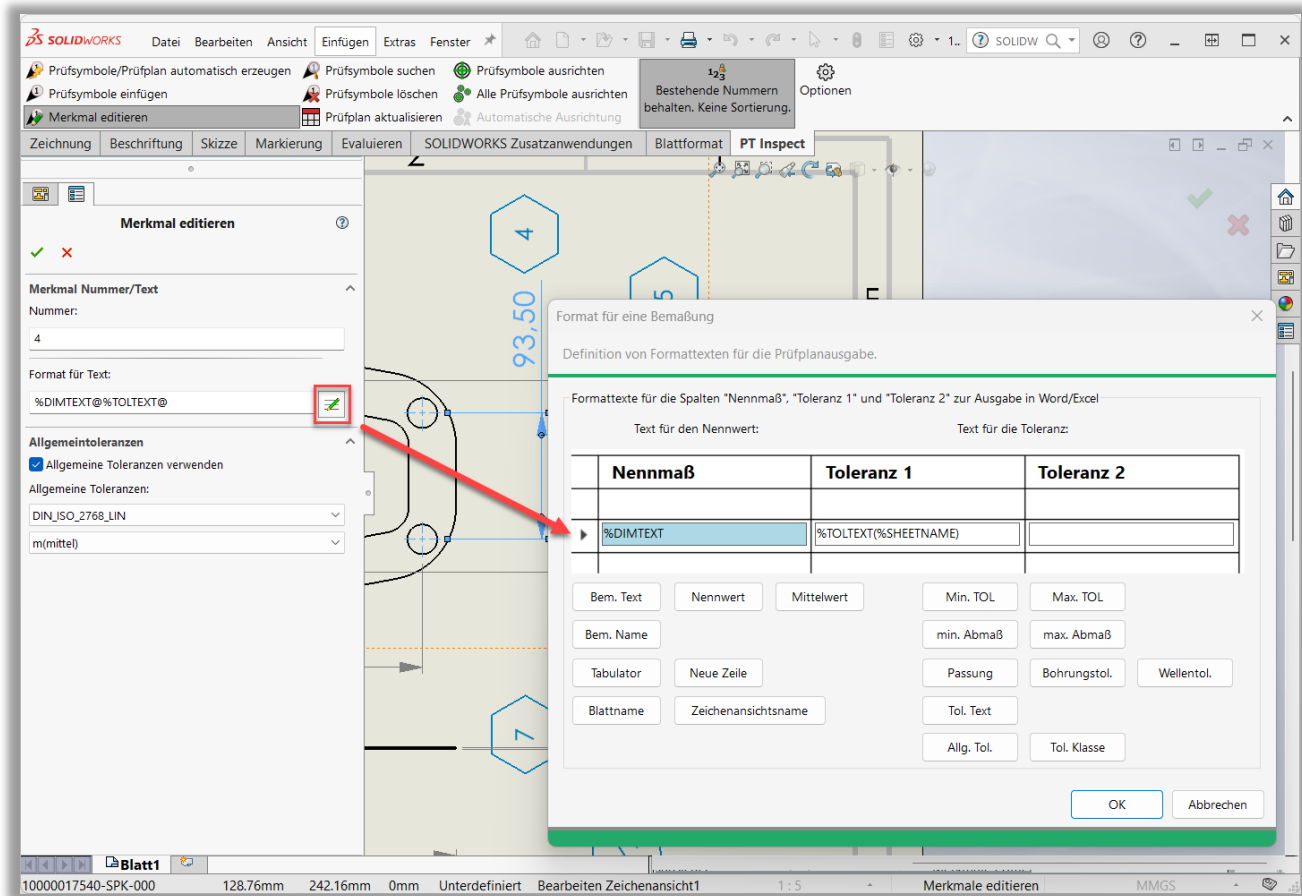 SOLIDWORKS Datei Bearbeiten Ansicht Einfügen Extras Fenster 1.. SOLIDW
Prüfsymbole/Prüfplan automatisch erzeugen Prüfsymbole suchen Prüfsymbole ausrichten
Prüfsymbole einfügen Prüfsymbole löschen Alle Prüfsymbole ausrichten
Merkmal editieren Prüfplan aktualisieren Automatische Ausrichtung
Bestehende Nummern
behalten. Keine Sortierung.
Optionen
Zeichnung Beschriftung Skizze Markierung Evaluieren SOLIDWORKS Zusatzanwendungen Blattformat PT Inspect
Merkmal editieren
Merkmal Nummer/Text
Nummer:
4
Format für Text:
%DIMTEXT@%TOLTEXT@
Allgemeintoleranzen
Allgemeine Toleranzen verwenden
Allgemeine Toleranzen:
DIN_ISO_2768_LIN
m(mittel)
4
5
93,50
7
Format für eine Bemaßung
Definition von Formattexten für die Prüfplanausgabe.
Formattexte für die Spalten "Nennmaß", "Toleranz 1" und "Toleranz 2" zur Ausgabe in Word/Excel
Text für den Nennwert: Text für die Toleranz:
Nennmaß Toleranz 1 Toleranz 2
%DIMTEXT %TOLTEXT(%SHEETNAME)
Bem. Text Nennwert Mittelwert Min. TOL Max. TOL
Bem. Name min. Abmaß max. Abmaß
Tabulator Neue Zeile Passung Bohrungstol. Wellentol.
Blattname Zeichenansichtsname Tol. Text
Allg. Tol. Tol. Klasse
OK Abbrechen
Blatt1
10000017540-SPK-000 128.76mm 242.16mm 0mm Unterdefiniert Bearbeiten Zeichenansicht1 1 : 5 Merkmale editieren MMGS